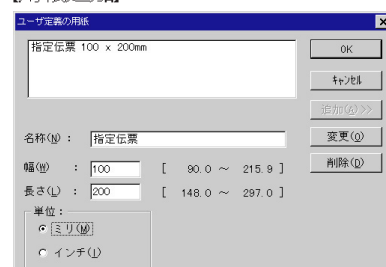 ユーザ定義の用紙
指定伝票 100 x 200mm
OK
ｷｬﾝｾﾙ
追加(A)>>
名称(N) : 指定伝票
変更(O)
幅(W) : 100 [ 90.0 ～ 215.9 ]
削除(D)
長さ(L) : 200 [ 148.0 ～ 297.0 ]
単位 :
ミリ(M)
インチ(I)